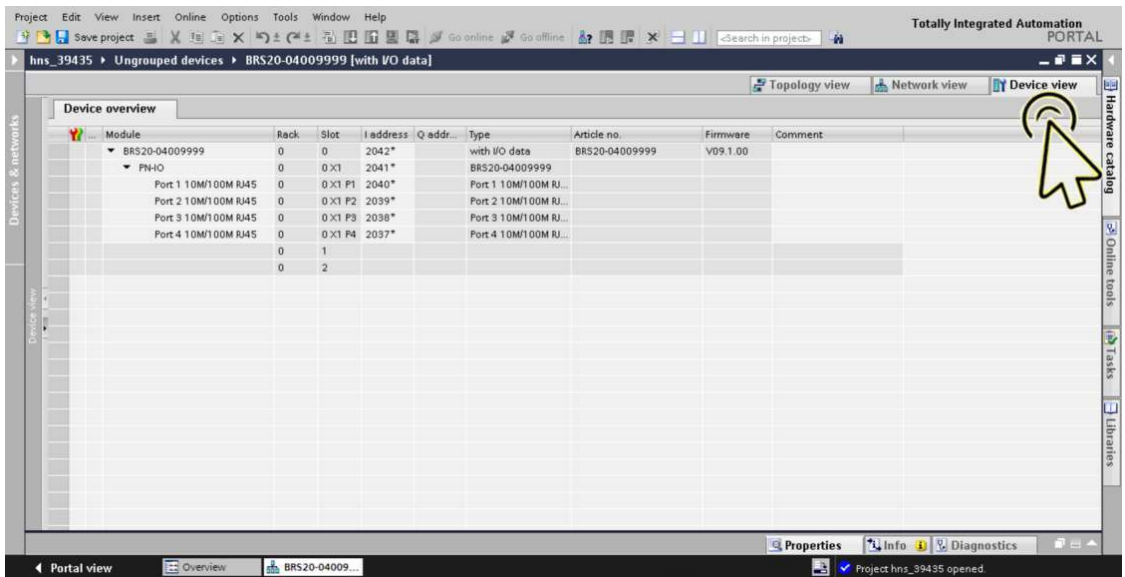 Project Edit View Insert Online Options Tools Window Help
Totally Integrated Automation
PORTAL
Save project Go online Go offline <Search in project>
hns_39435 ▸ Ungrouped devices ▸ BRS20-04009999 [with I/O data]
Topology view Network view Device view
Device overview
... Module Rack Slot I address Q addr... Type Article no. Firmware Comment
BRS20-04009999 0 0 2042* with I/O data BRS20-04009999 V09.1.00
PN-IO 0 0 X1 2041* BRS20-04009999
Port 1 10M/100M RJ45 0 0 X1 P1 2040* Port 1 10M/100M RJ...
Port 2 10M/100M RJ45 0 0 X1 P2 2039* Port 2 10M/100M RJ...
Port 3 10M/100M RJ45 0 0 X1 P3 2038* Port 3 10M/100M RJ...
Port 4 10M/100M RJ45 0 0 X1 P4 2037* Port 4 10M/100M RJ...
0 1
0 2
Devices & networks
Device view
Hardware catalog
Online tools
Tasks
Libraries
Properties Info Diagnostics
Portal view Overview BRS20-04009... Project hns_39435 opened.